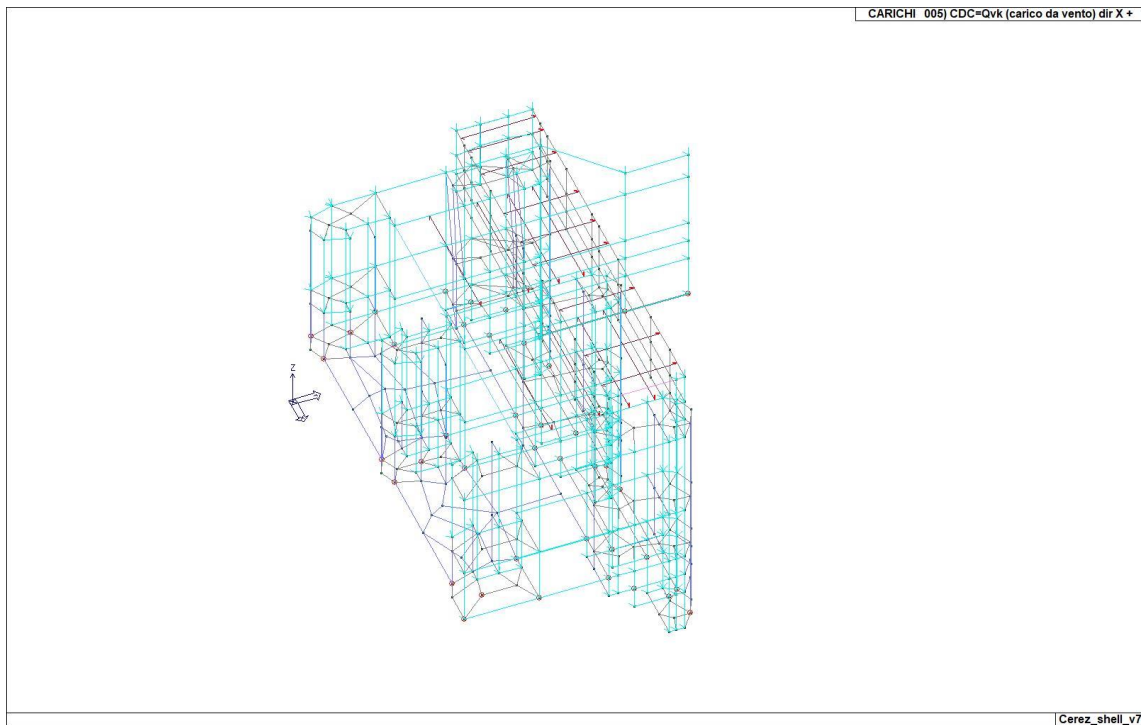 CARICHI 005) CDC=Qvk (carico da vento) dir X +
Z
Cerez_shell_v7